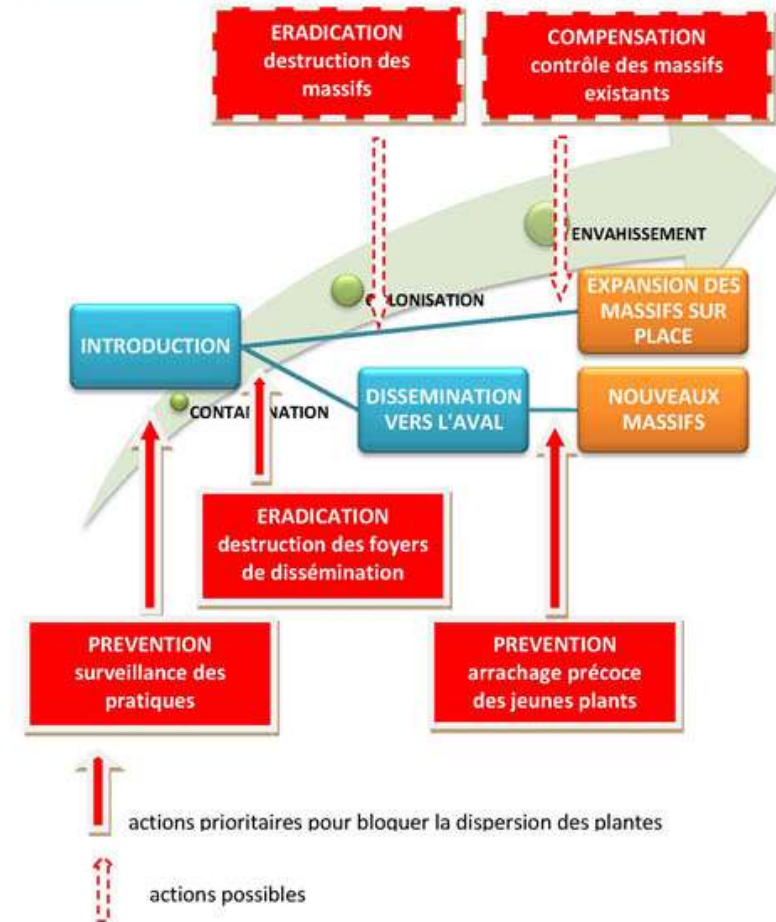 ERADICATION
destruction des
massifs
COMPENSATION
contrôle des massifs
existants
ENVAHISSEMENT
COLONISATION
EXPANSION DES
MASSIFS SUR
PLACE
INTRODUCTION
CONTAMINATION
DISSEMINATION
VERS L'AVAL
NOUVEAUX
MASSIFS
ERADICATION
destruction des foyers
de dissémination
PREVENTION
surveillance des
pratiques
PREVENTION
arrachage précoce
des jeunes plants
actions prioritaires pour bloquer la dispersion des plantes
actions possibles